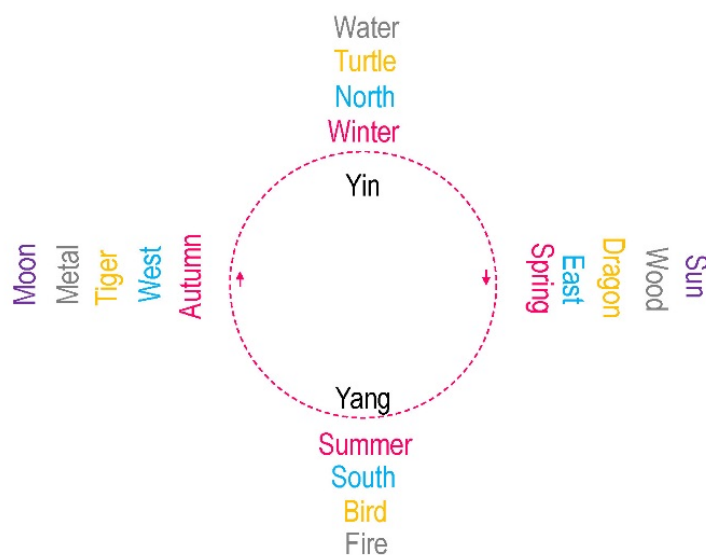 Water
Turtle
North
Winter
Yin
Moon
Metal
Tiger
West
Autumn
Spring
East
Dragon
Wood
Sun
Yang
Summer
South
Bird
Fire